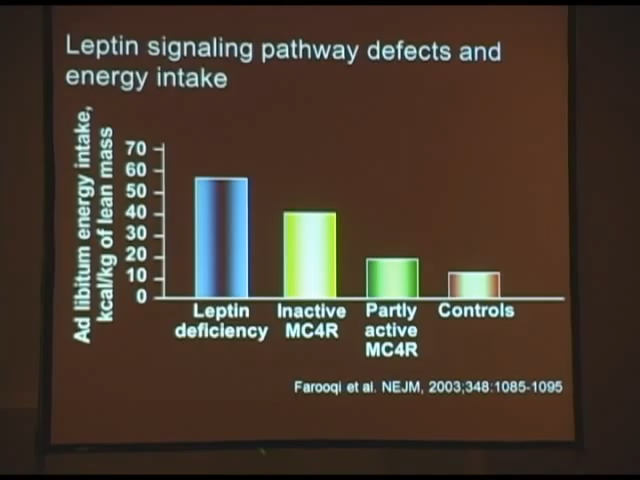 Leptin signaling pathway defects and
energy intake
Ad libitum energy intake,
kcal/kg of lean mass
70
60
50
40
30
20
10
0
Leptin
deficiency
Inactive
MC4R
Partly
active
MC4R
Controls
Farooqi et al. NEJM, 2003;348:1085-1095